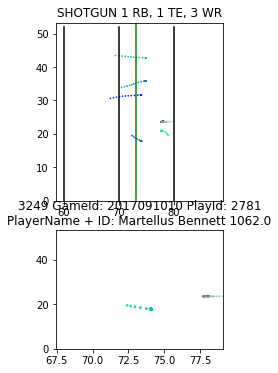 SHOTGUN 1 RB, 1 TE, 3 WR
50
40
30
20
10
0
60 70 80
3249 GameId: 2017091010 PlayId: 2781
PlayerName + ID: Martellus Bennett 1062.0
40
20
0
67.5 70.0 72.5 75.0 77.5